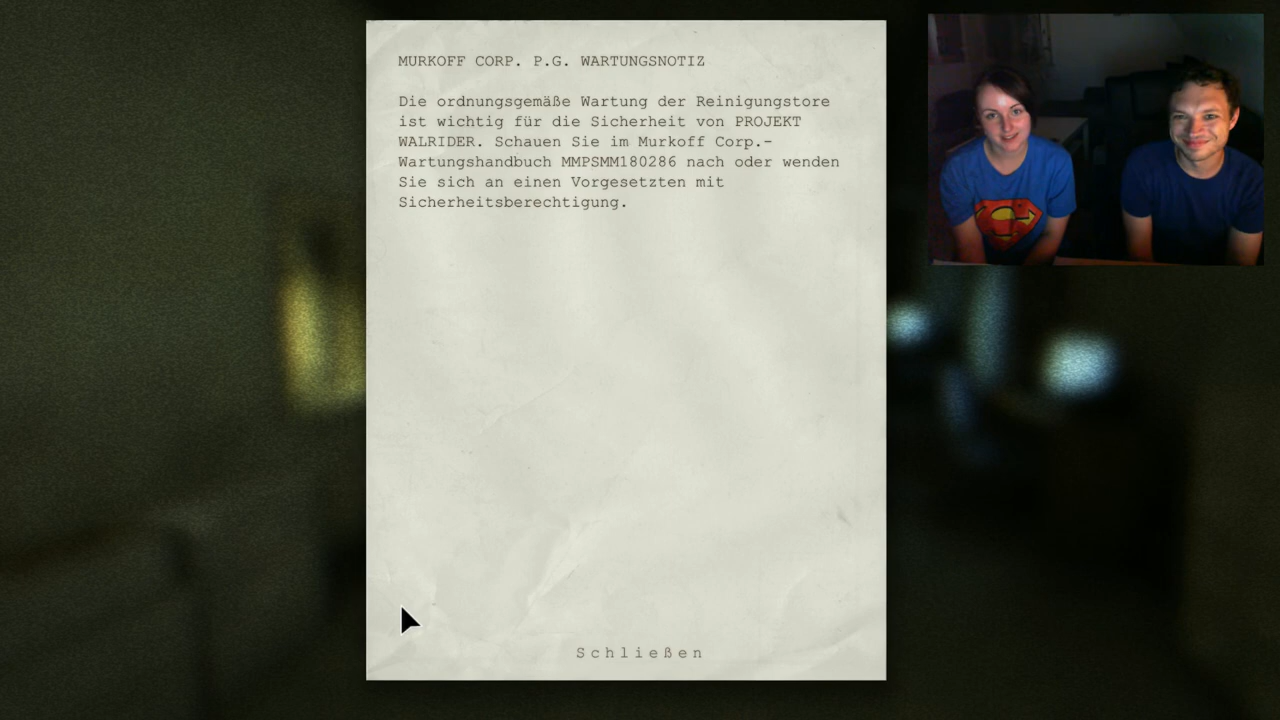 MURKOFF CORP. P.G. WARTUNGSNOTIZ
Die ordnungsgemäße Wartung der Reinigungstore
ist wichtig für die Sicherheit von PROJEKT
WALRIDER. Schauen Sie im Murkoff Corp.-
Wartungshandbuch MMPSMM180286 nach oder wenden
Sie sich an einen Vorgesetzten mit
Sicherheitsberechtigung.
Schließen